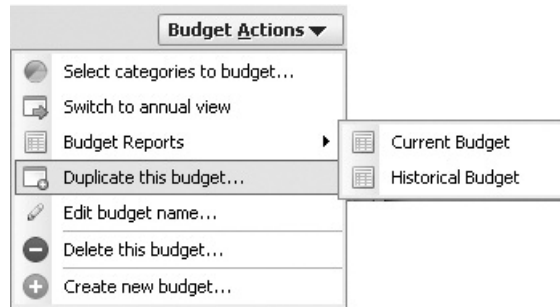 Budget Actions
Select categories to budget...
Switch to annual view
Budget Reports
Current Budget
Duplicate this budget...
Historical Budget
Edit budget name...
Delete this budget...
Create new budget...